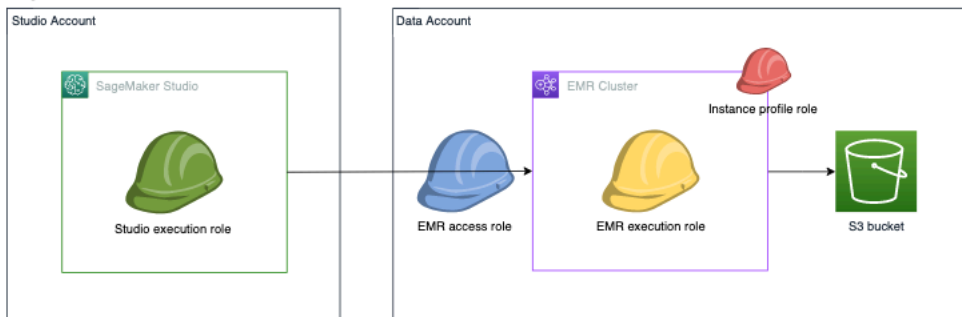 Studio Account
Data Account
SageMaker Studio
EMR Cluster
Instance profile role
Studio execution role
EMR access role
EMR execution role
S3 bucket